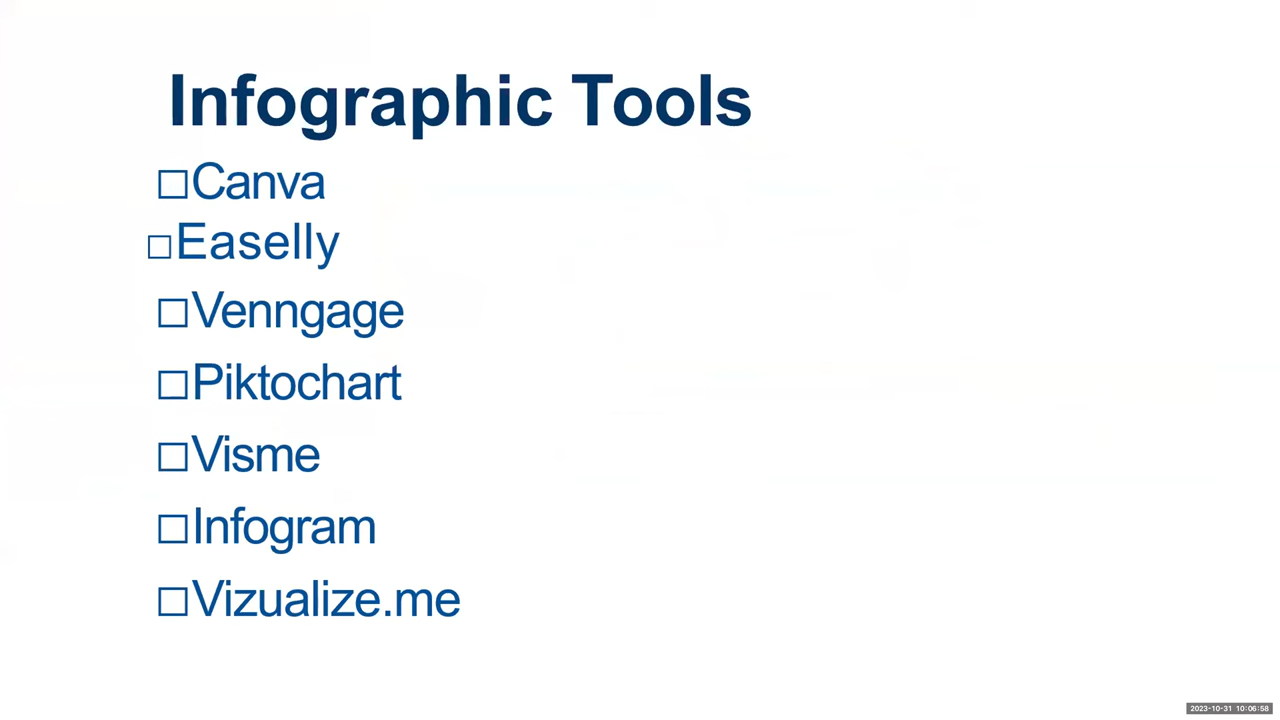 Infographic Tools
□Canva
□Easelly
□Venngage
□Piktochart
□Visme
□Infogram
□Vizualize.me
2023-10-31 10:06:58